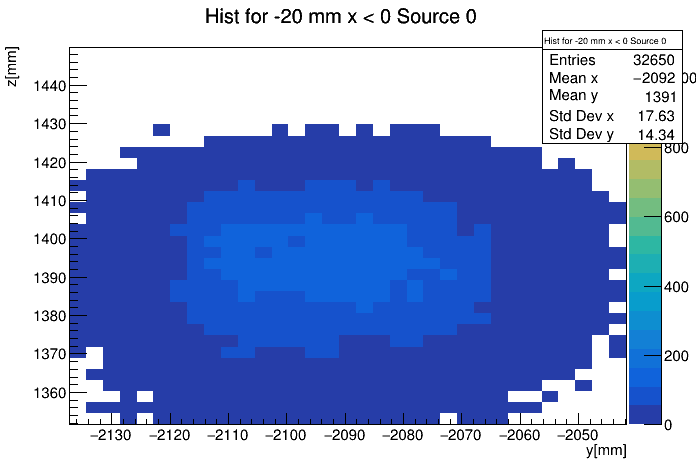 Hist for -20 mm x < 0 Source 0
Hist for -20 mm x < 0 Source 0
Entries 32650
Mean x −2092
Mean y 1391
Std Dev x 17.63
Std Dev y 14.34
z[mm]
1440
1430
1420
1410
1400
1390
1380
1370
1360
−2130 −2120 −2110 −2100 −2090 −2080 −2070 −2060 −2050
y[mm]
800
600
400
200
0